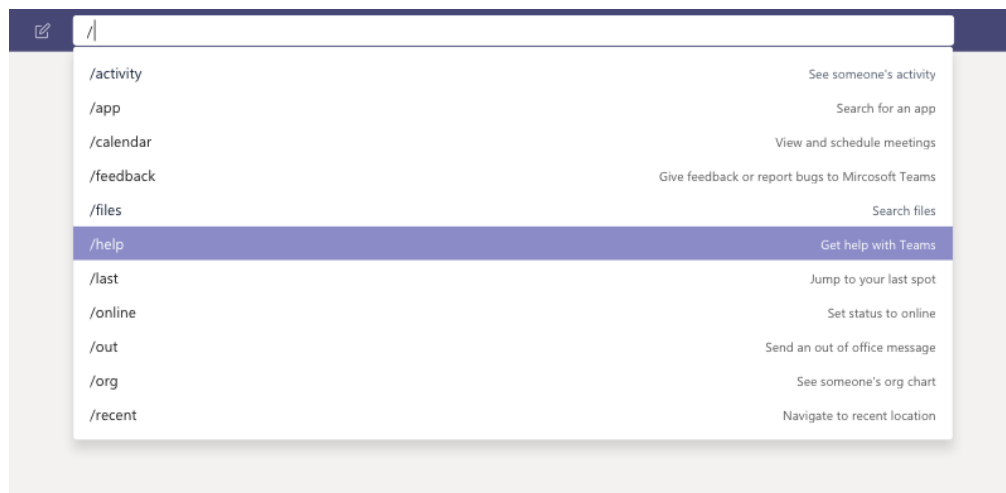 /
/activity See someone's activity
/app Search for an app
/calendar View and schedule meetings
/feedback Give feedback or report bugs to Mircosoft Teams
/files Search files
/help Get help with Teams
/last Jump to your last spot
/online Set status to online
/out Send an out of office message
/org See someone's org chart
/recent Navigate to recent location